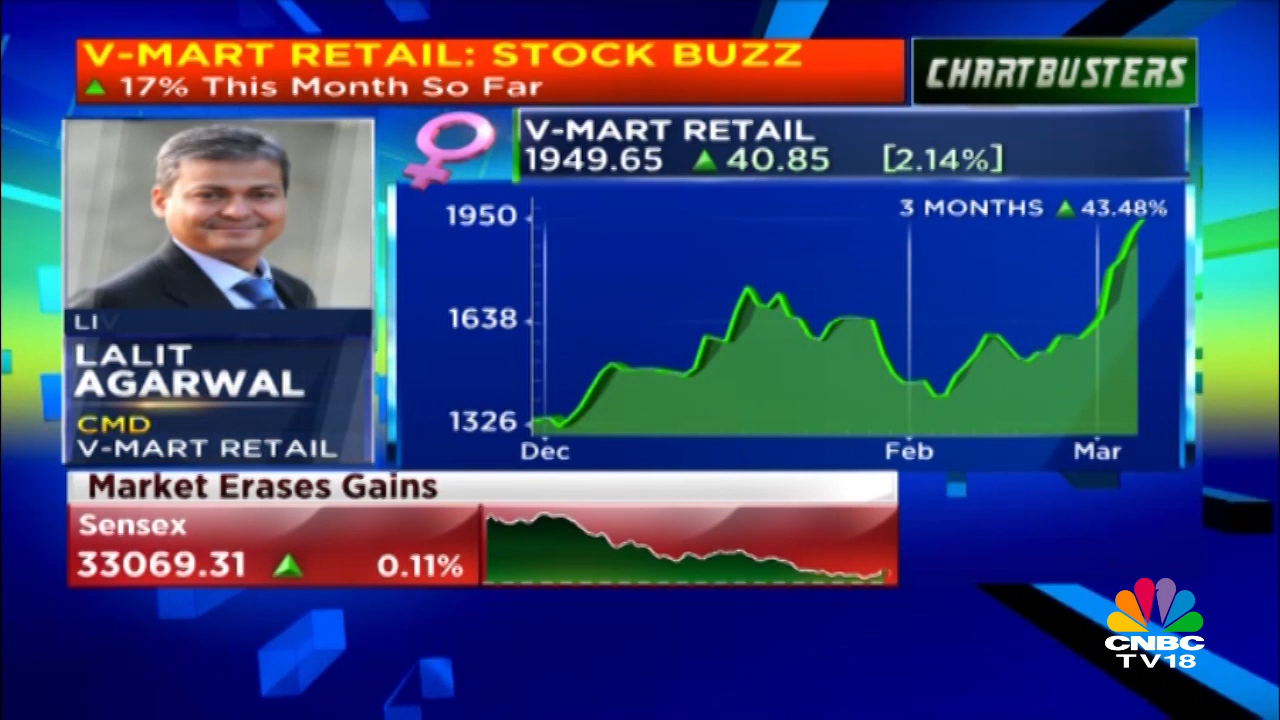 V-MART RETAIL: STOCK BUZZ
▲ 17% This Month So Far
CHARTBUSTERS
V-MART RETAIL
1949.65 ▲ 40.85 [2.14%]
3 MONTHS ▲ 43.48%
1950
1638
1326
Dec Feb Mar
LIV
LALIT
AGARWAL
CMD
V-MART RETAIL
Market Erases Gains
Sensex
33069.31 ▲ 0.11%
CNBC
TV18